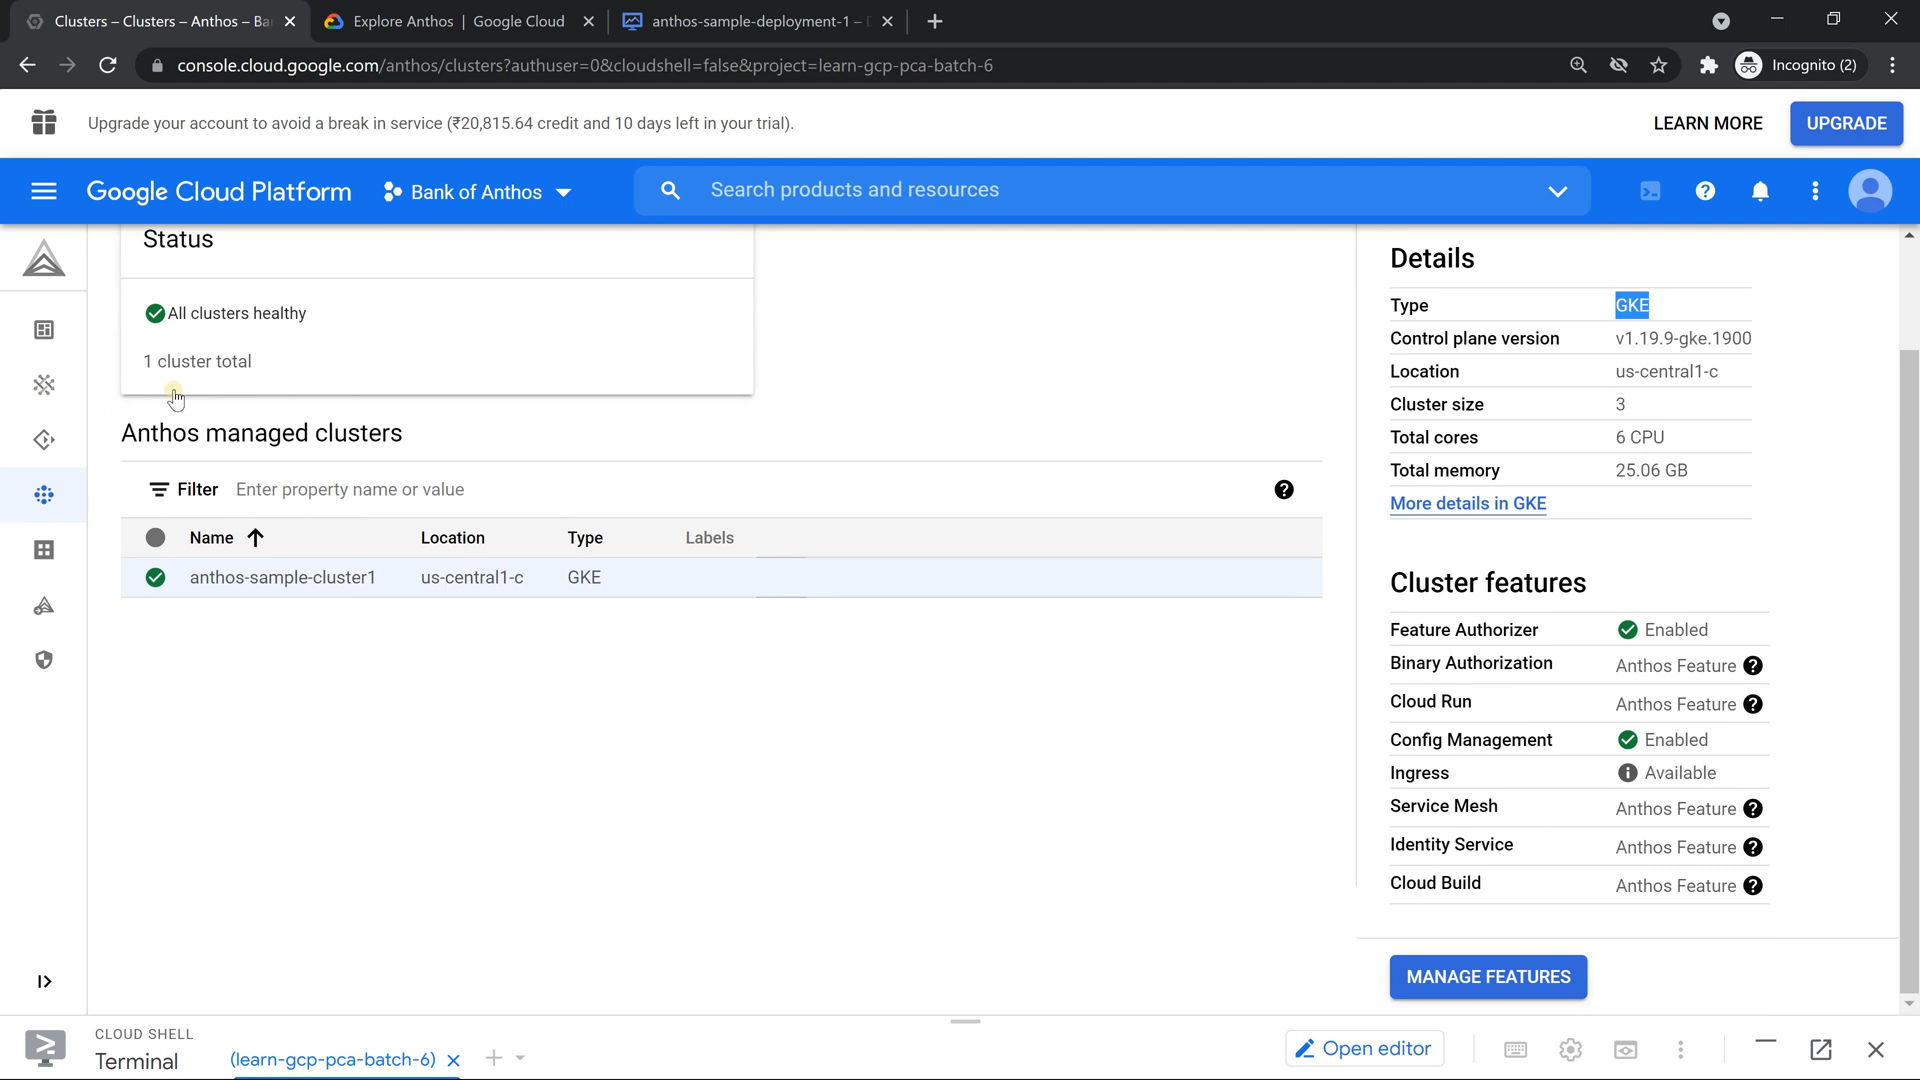 Clusters – Clusters – Anthos – Ba
Explore Anthos | Google Cloud
anthos-sample-deployment-1 –
console.cloud.google.com/anthos/clusters?authuser=0&cloudshell=false&project=learn-gcp-pca-batch-6
Incognito (2)
Upgrade your account to avoid a break in service (₹20,815.64 credit and 10 days left in your trial).
LEARN MORE
UPGRADE
Google Cloud Platform
Bank of Anthos
Search products and resources
Status
All clusters healthy
1 cluster total
Anthos managed clusters
Filter Enter property name or value
Name Location Type Labels
anthos-sample-cluster1 us-central1-c GKE
Details
Type GKE
Control plane version v1.19.9-gke.1900
Location us-central1-c
Cluster size 3
Total cores 6 CPU
Total memory 25.06 GB
More details in GKE
Cluster features
Feature Authorizer Enabled
Binary Authorization Anthos Feature
Cloud Run Anthos Feature
Config Management Enabled
Ingress Available
Service Mesh Anthos Feature
Identity Service Anthos Feature
Cloud Build Anthos Feature
MANAGE FEATURES
CLOUD SHELL
Terminal
(learn-gcp-pca-batch-6)
Open editor